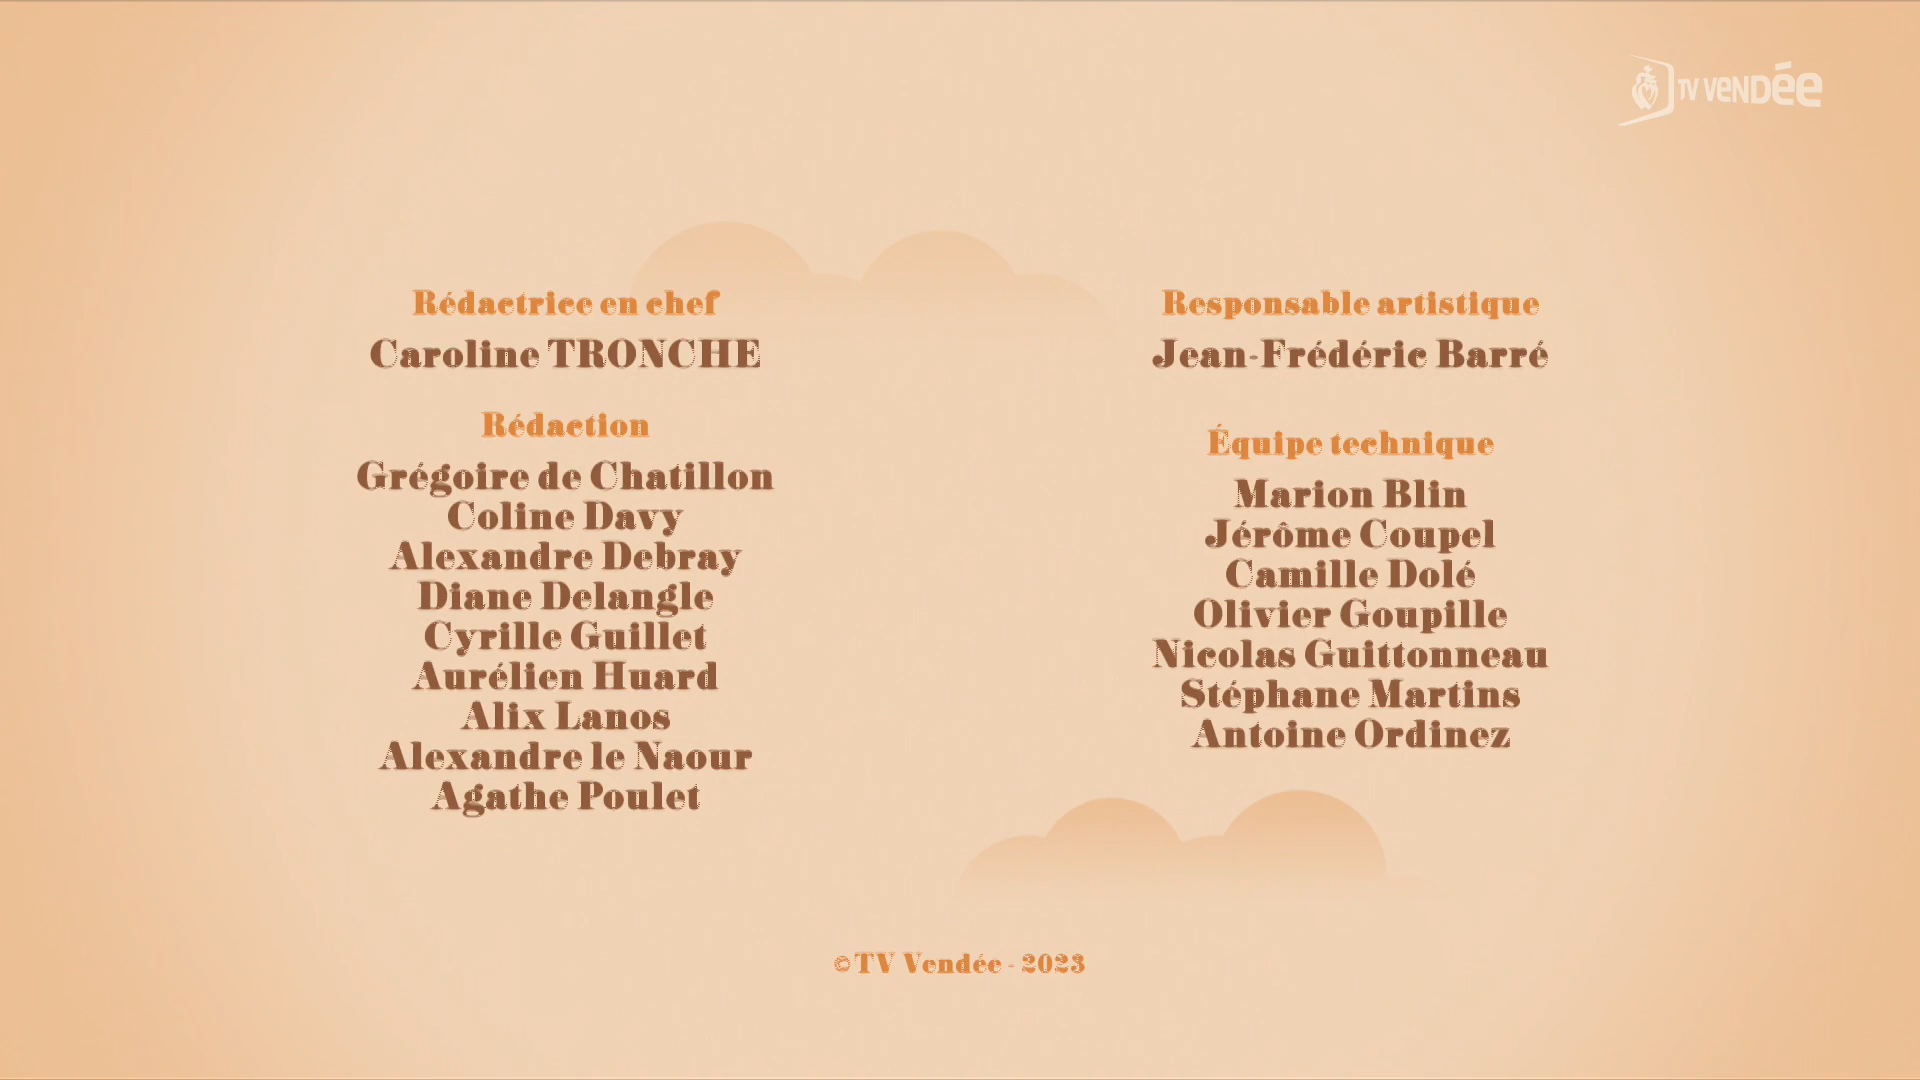 TV VENDÉE
Rédactrice en chef
Caroline TRONCHE
Rédaction
Grégoire de Chatillon
Coline Davy
Alexandre Debray
Diane Delangle
Cyrille Guillet
Aurélien Huard
Alix Lanos
Alexandre le Naour
Agathe Poulet
Responsable artistique
Jean-Frédéric Barré
Équipe technique
Marion Blin
Jérôme Coupel
Camille Dolé
Olivier Goupille
Nicolas Guittonneau
Stéphane Martins
Antoine Ordinez
©TV Vendée - 2023